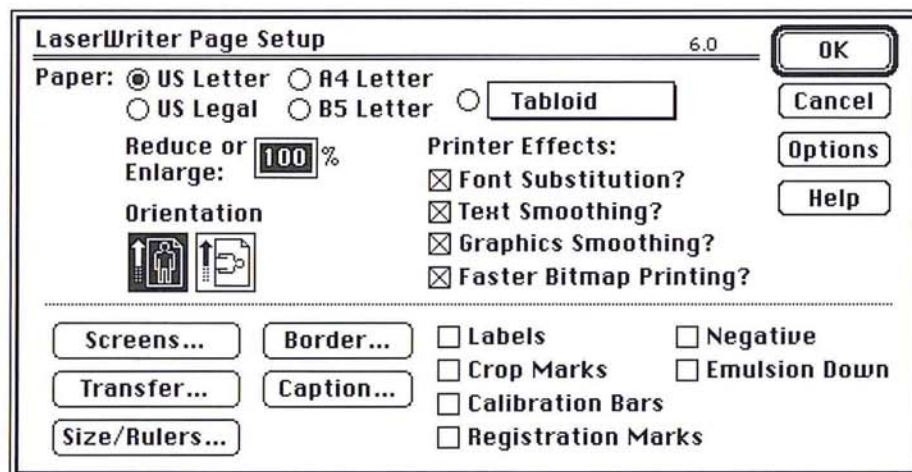 LaserWriter Page Setup 6.0 OK
Paper: US Letter A4 Letter
US Legal B5 Letter Tabloid Cancel
Reduce or Enlarge: 100 % Printer Effects: Options
Font Substitution?
Orientation Text Smoothing? Help
Graphics Smoothing?
Faster Bitmap Printing?
Screens... Border... Labels Negative
Crop Marks Emulsion Down
Transfer... Caption... Calibration Bars
Size/Rulers... Registration Marks